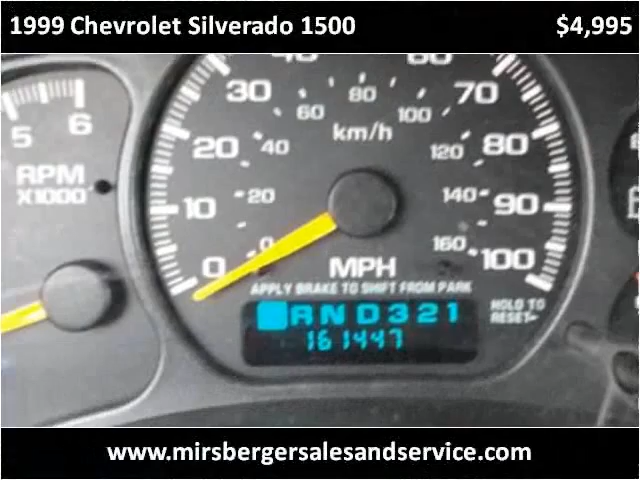 1999 Chevrolet Silverado 1500 $4,995
40 60
30 70
60 80 100
5 6
km/h
20 40 120 80
RPM
X1000
10 20 140 90
0 0 160 100
MPH
APPLY BRAKE TO SHIFT FROM PARK
HOLD TO
RESET
R N D 3 2 1
161447
www.mirsbergersalesandservice.com